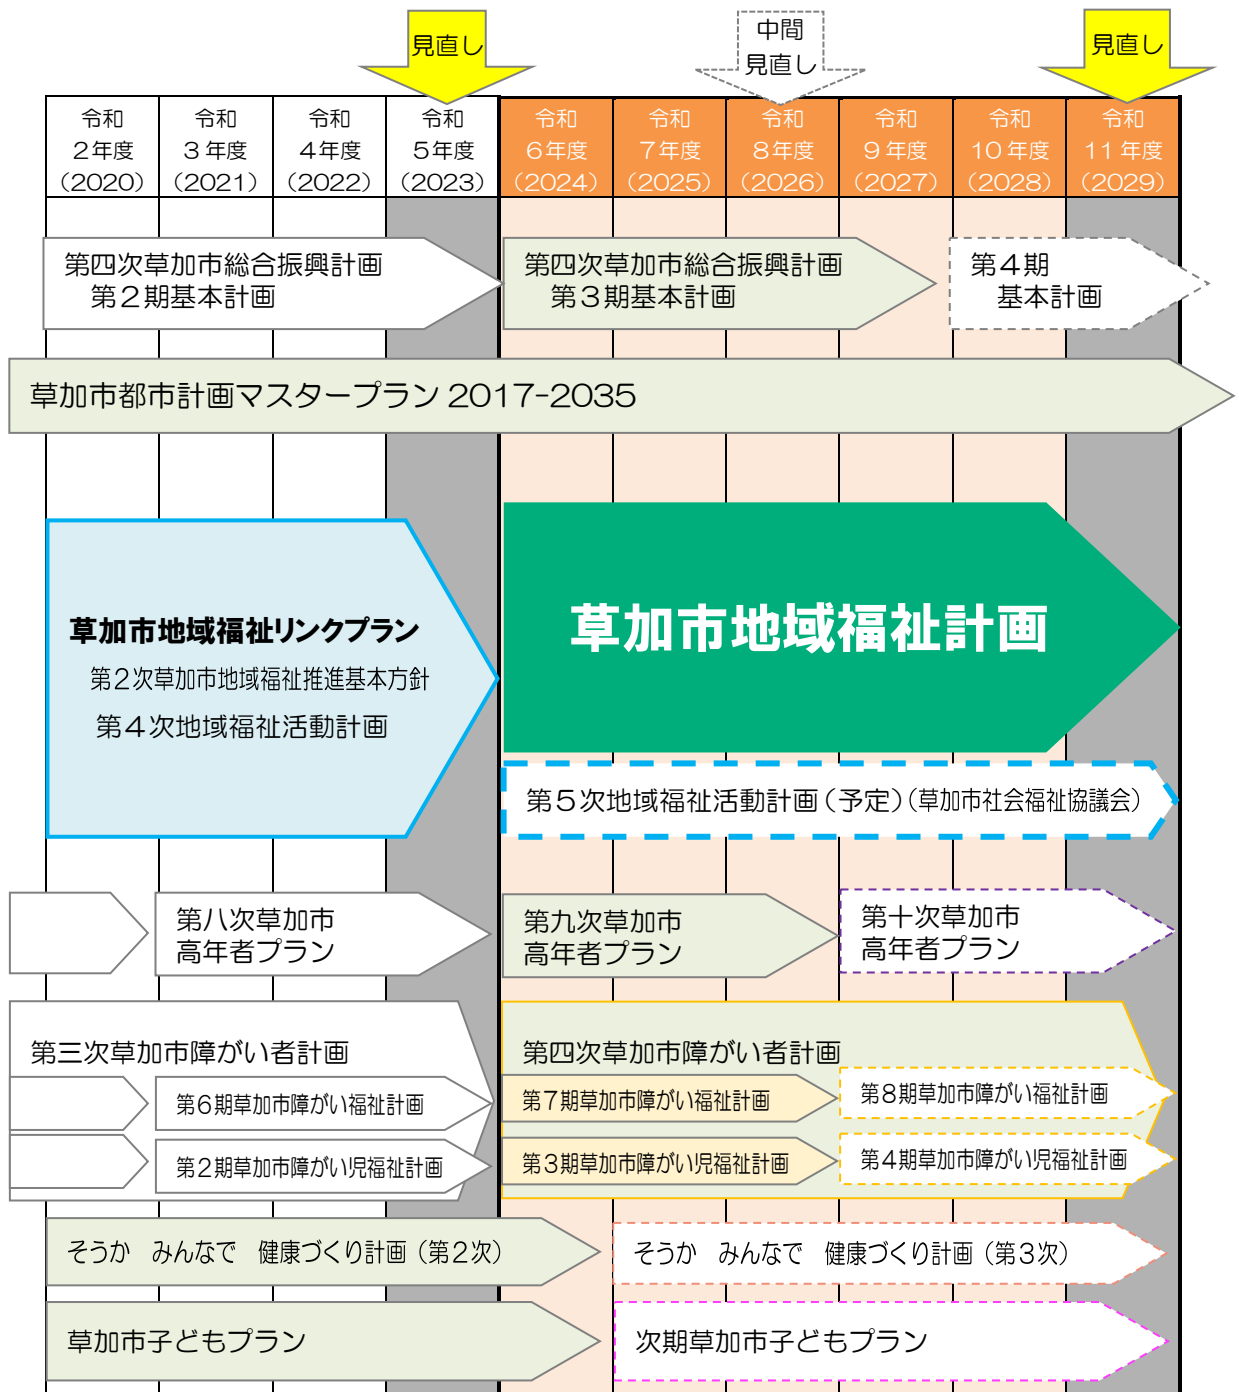 見直し
中間
見直し
見直し
令和
2年度
(2020)
令和
3年度
(2021)
令和
4年度
(2022)
令和
5年度
(2023)
令和
6年度
(2024)
令和
7年度
(2025)
令和
8年度
(2026)
令和
9年度
(2027)
令和
10年度
(2028)
令和
11年度
(2029)
第四次草加市総合振興計画
第2期基本計画
第四次草加市総合振興計画
第3期基本計画
第4期
基本計画
草加市都市計画マスタープラン 2017-2035
草加市地域福祉リンクプラン
第2次草加市地域福祉推進基本方針
第4次地域福祉活動計画
草加市地域福祉計画
第5次地域福祉活動計画(予定)(草加市社会福祉協議会)
第八次草加市
高年者プラン
第九次草加市
高年者プラン
第十次草加市
高年者プラン
第三次草加市障がい者計画
第6期草加市障がい福祉計画
第2期草加市障がい児福祉計画
第四次草加市障がい者計画
第7期草加市障がい福祉計画
第8期草加市障がい福祉計画
第3期草加市障がい児福祉計画
第4期草加市障がい児福祉計画
そうか みんなで 健康づくり計画(第2次)
そうか みんなで 健康づくり計画(第3次)
草加市子どもプラン
次期草加市子どもプラン